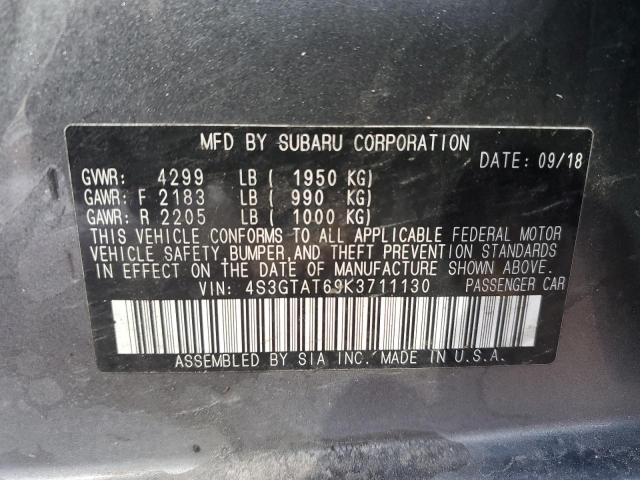 MFD BY SUBARU CORPORATION
DATE: 09/18
GVWR: 4299 LB ( 1950 KG)
GAWR: F 2183 LB ( 990 KG)
GAWR: R 2205 LB ( 1000 KG)
THIS VEHICLE CONFORMS TO ALL APPLICABLE FEDERAL MOTOR
VEHICLE SAFETY, BUMPER, AND THEFT PREVENTION STANDARDS
IN EFFECT ON THE DATE OF MANUFACTURE SHOWN ABOVE.
VIN: 4S3GTAT69K3711130 PASSENGER CAR
ASSEMBLED BY SIA INC. MADE IN U.S.A.